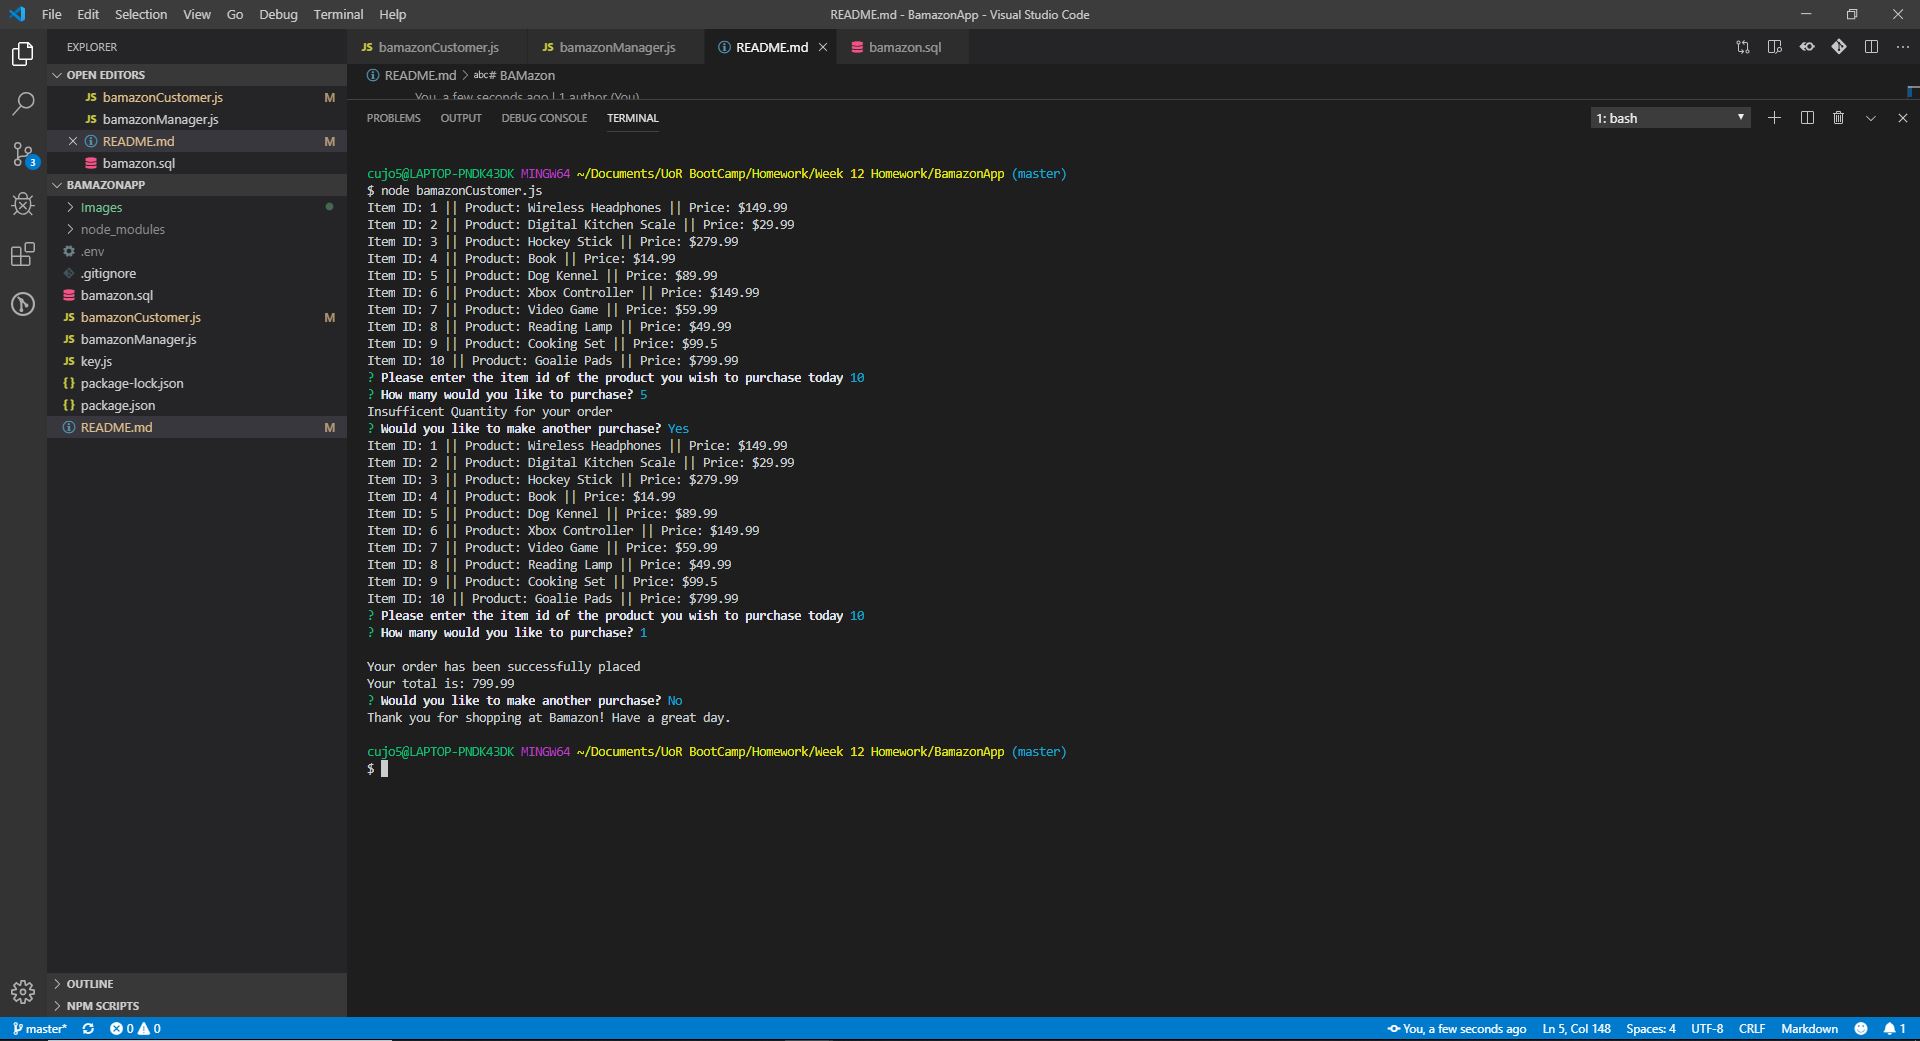 File Edit Selection View Go Debug Terminal Help
README.md - BamazonApp - Visual Studio Code
EXPLORER
OPEN EDITORS
JS bamazonCustomer.js M
JS bamazonManager.js
README.md M
bamazon.sql
BAMAZONAPP
Images
node_modules
.env
.gitignore
bamazon.sql
JS bamazonCustomer.js M
JS bamazonManager.js
JS key.js
{} package-lock.json
{} package.json
README.md M
OUTLINE
NPM SCRIPTS
3
JS bamazonCustomer.js JS bamazonManager.js README.md bamazon.sql
README.md > abc# BAMazon
You, a few seconds ago | 1 author (You)
PROBLEMS OUTPUT DEBUG CONSOLE TERMINAL
1: bash
cujo5@LAPTOP-PNDK43DK MINGW64 ~/Documents/UoR BootCamp/Homework/Week 12 Homework/BamazonApp (master)
$ node bamazonCustomer.js
Item ID: 1 || Product: Wireless Headphones || Price: $149.99
Item ID: 2 || Product: Digital Kitchen Scale || Price: $29.99
Item ID: 3 || Product: Hockey Stick || Price: $279.99
Item ID: 4 || Product: Book || Price: $14.99
Item ID: 5 || Product: Dog Kennel || Price: $89.99
Item ID: 6 || Product: Xbox Controller || Price: $149.99
Item ID: 7 || Product: Video Game || Price: $59.99
Item ID: 8 || Product: Reading Lamp || Price: $49.99
Item ID: 9 || Product: Cooking Set || Price: $99.5
Item ID: 10 || Product: Goalie Pads || Price: $799.99
? Please enter the item id of the product you wish to purchase today 10
? How many would you like to purchase? 5
Insufficent Quantity for your order
? Would you like to make another purchase? Yes
Item ID: 1 || Product: Wireless Headphones || Price: $149.99
Item ID: 2 || Product: Digital Kitchen Scale || Price: $29.99
Item ID: 3 || Product: Hockey Stick || Price: $279.99
Item ID: 4 || Product: Book || Price: $14.99
Item ID: 5 || Product: Dog Kennel || Price: $89.99
Item ID: 6 || Product: Xbox Controller || Price: $149.99
Item ID: 7 || Product: Video Game || Price: $59.99
Item ID: 8 || Product: Reading Lamp || Price: $49.99
Item ID: 9 || Product: Cooking Set || Price: $99.5
Item ID: 10 || Product: Goalie Pads || Price: $799.99
? Please enter the item id of the product you wish to purchase today 10
? How many would you like to purchase? 1
Your order has been successfully placed
Your total is: 799.99
? Would you like to make another purchase? No
Thank you for shopping at Bamazon! Have a great day.
cujo5@LAPTOP-PNDK43DK MINGW64 ~/Documents/UoR BootCamp/Homework/Week 12 Homework/BamazonApp (master)
$
master* 0 0 You, a few seconds ago Ln 5, Col 148 Spaces: 4 UTF-8 CRLF Markdown 1